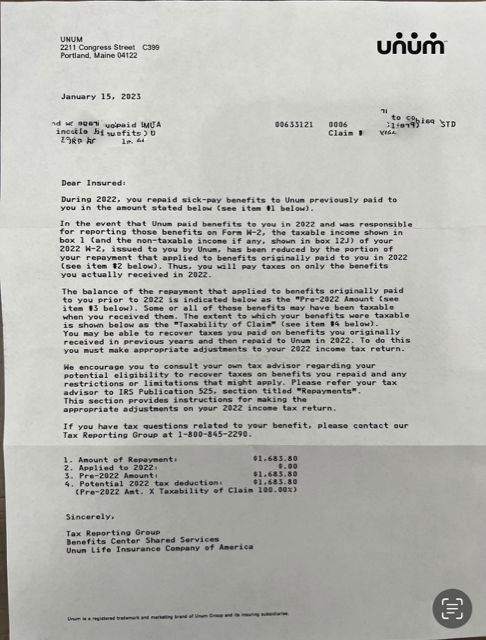 UNUM
2211 Congress Street C399
Portland, Maine 04122
unum
January 15, 2023
00633121 0006 STD
Claim #
Dear Insured:
During 2022, you repaid sick-pay benefits to Unum previously paid to
you in the amount stated below (see item #1 below).
In the event that Unum paid benefits to you in 2022 and was responsible
for reporting those benefits on Form W-2, the taxable income shown in
box 1 (and the non-taxable income if any, shown in box 12J) of your
2022 W-2, issued to you by Unum, has been reduced by the portion of
your repayment that applied to benefits originally paid to you in 2022
(see item #2 below). Thus, you will pay taxes on only the benefits
you actually received in 2022.
The balance of the repayment that applied to benefits originally paid
to you prior to 2022 is indicated below as the "Pre-2022 Amount (see
item #3 below). Some or all of those benefits may have been taxable
when you received them. The extent to which your benefits were taxable
is shown below as the "Taxability of Claim" (see item #4 below).
You may be able to recover taxes you paid on benefits you originally
received in previous years and then repaid to Unum in 2022. To do this
you must make appropriate adjustments to your 2022 income tax return.
We encourage you to consult your own tax advisor regarding your
potential eligibility to recover taxes on benefits you repaid and any
restrictions or limitations that might apply. Please refer your tax
advisor to IRS Publication 525, section titled "Repayments".
This section provides instructions for making the
appropriate adjustments on your 2022 income tax return.
If you have tax questions related to your benefit, please contact our
Tax Reporting Group at 1-800-845-2290.
1. Amount of Repayment: $1,683.80
2. Applied to 2022: $.00
3. Pre-2022 Amount: $1,683.80
4. Potential 2022 tax deduction: $1,683.80
(Pre-2022 Amt. X Taxability of Claim 100.00%)
Sincerely,
Tax Reporting Group
Benefits Center Shared Services
Unum Life Insurance Company of America
Unum is a registered trademark and marketing brand of Unum Group and its insuring subsidiaries.